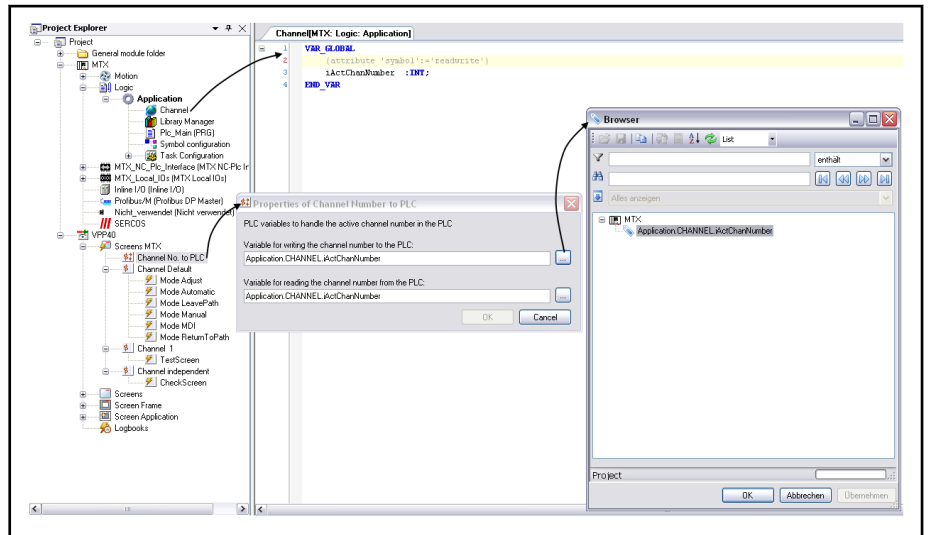 Project Explorer
Project
General module folder
MTX
Motion
Logic
Application
Channel
Library Manager
Plc_Main (PRG)
Symbol configuration
Task Configuration
MTX_NC_Plc_Interface (MTX NC-Plc In
MTX_Local_IOs (MTX Local IOs)
Inline I/O (Inline I/O)
Profibus/M (Profibus DP Master)
Nicht_verwendet (Nicht verwendet)
SERCOS
VPP40
Screens MTX
Channel No. to PLC
Channel Default
Mode Adjust
Mode Automatic
Mode LeavePath
Mode Manual
Mode MDI
Mode ReturnToPath
Channel 1
TestScreen
Channel independent
CheckScreen
Screens
Screen Frame
Screen Application
Logbooks
Channel[MTX: Logic: Application]
1 VAR_GLOBAL
2 {attribute 'symbol':='readwrite'}
3 iActChanNumber :INT;
4 END_VAR
Properties of Channel Number to PLC
PLC variables to handle the active channel number in the PLC
Variable for writing the channel number to the PLC:
Application.CHANNEL.iActChanNumber
...
Variable for reading the channel number from the PLC:
Application.CHANNEL.iActChanNumber
...
OK Cancel
Browser
List
enthält
Alles anzeigen
MTX
Application.CHANNEL.iActChanNumber
Project
OK Abbrechen Übernehmen